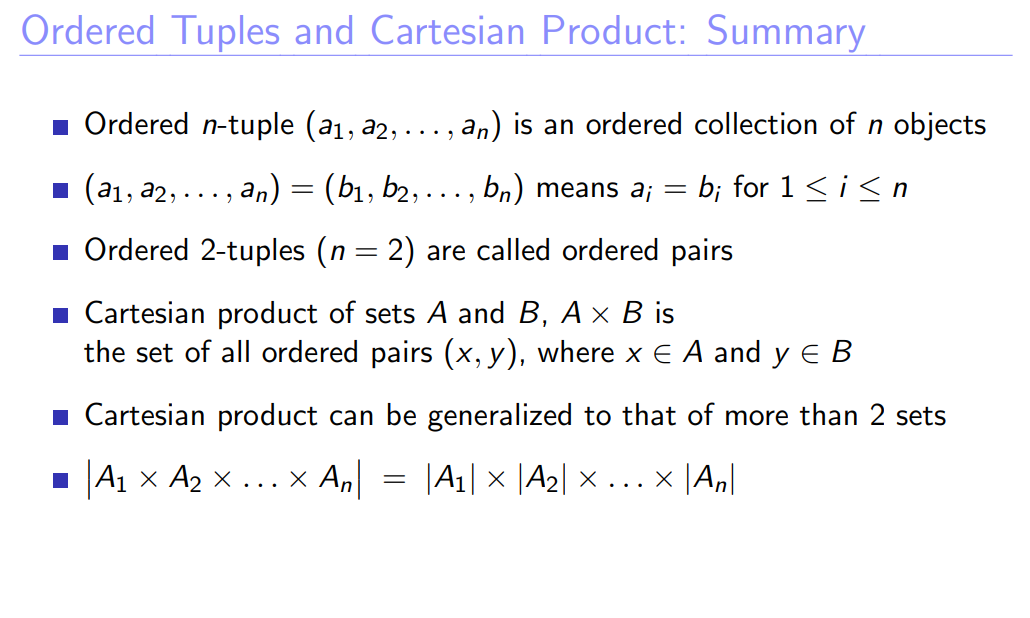 Ordered Tuples and Cartesian Product: Summary
Ordered n-tuple (a₁, a₂, . . . , aₙ) is an ordered collection of n objects
(a₁, a₂, . . . , aₙ) = (b₁, b₂, . . . , bₙ) means aᵢ = bᵢ for 1 ≤ i ≤ n
Ordered 2-tuples (n = 2) are called ordered pairs
Cartesian product of sets A and B, A × B is
the set of all ordered pairs (x, y), where x ∈ A and y ∈ B
Cartesian product can be generalized to that of more than 2 sets
|A₁ × A₂ × . . . × Aₙ| = |A₁| × |A₂| × . . . × |Aₙ|